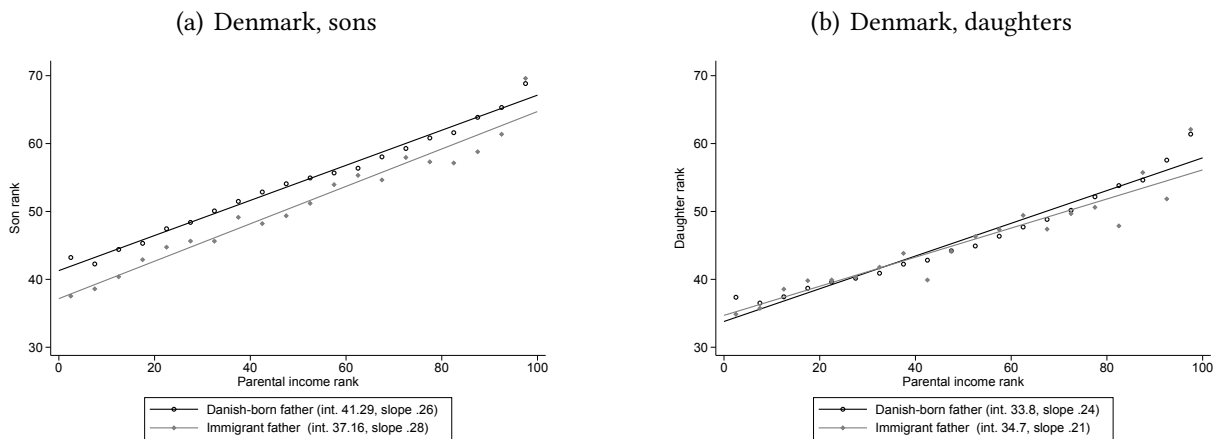 (a) Denmark, sons
70
60
50
40
30
Son rank
0 20 40 60 80 100
Parental income rank
Danish-born father (int. 41.29, slope .26)
Immigrant father (int. 37.16, slope .28)
(b) Denmark, daughters
70
60
50
40
30
Daughter rank
0 20 40 60 80 100
Parental income rank
Danish-born father (int. 33.8, slope .24)
Immigrant father (int. 34.7, slope .21)